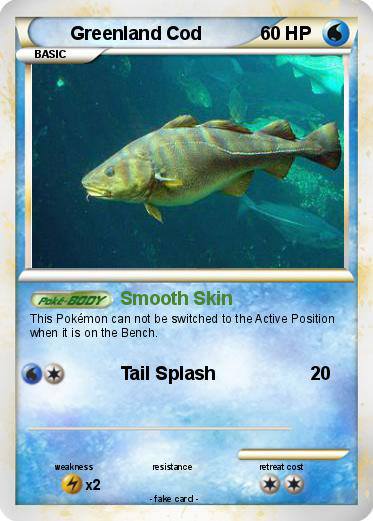 Greenland Cod 60 HP
BASIC
Poké-BODY Smooth Skin
This Pokémon can not be switched to the Active Position
when it is on the Bench.
Tail Splash 20
weakness resistance retreat cost
x2
- fake card -